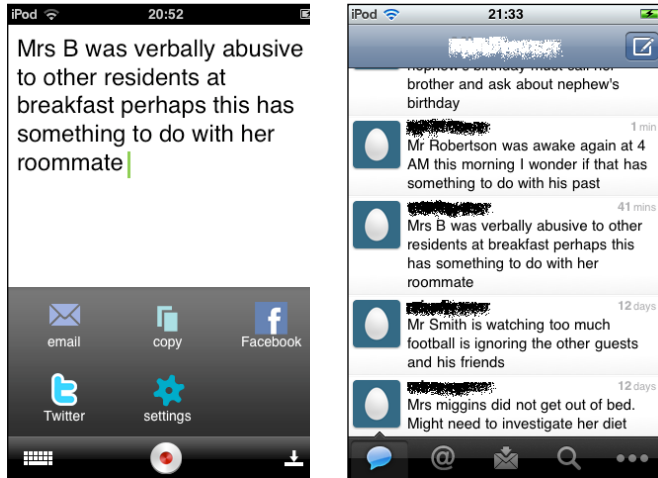 iPod 20:52
Mrs B was verbally abusive
to other residents at
breakfast perhaps this has
something to do with her
roommate
email copy Facebook
Twitter settings
iPod 21:33
brother and ask about nephew's
birthday
1 min
Mr Robertson was awake again at 4
AM this morning I wonder if that has
something to do with his past
41 mins
Mrs B was verbally abusive to other
residents at breakfast perhaps this
has something to do with her
roommate
12 days
Mr Smith is watching too much
football is ignoring the other guests
and his friends
12 days
Mrs miggins did not get out of bed.
Might need to investigate her diet